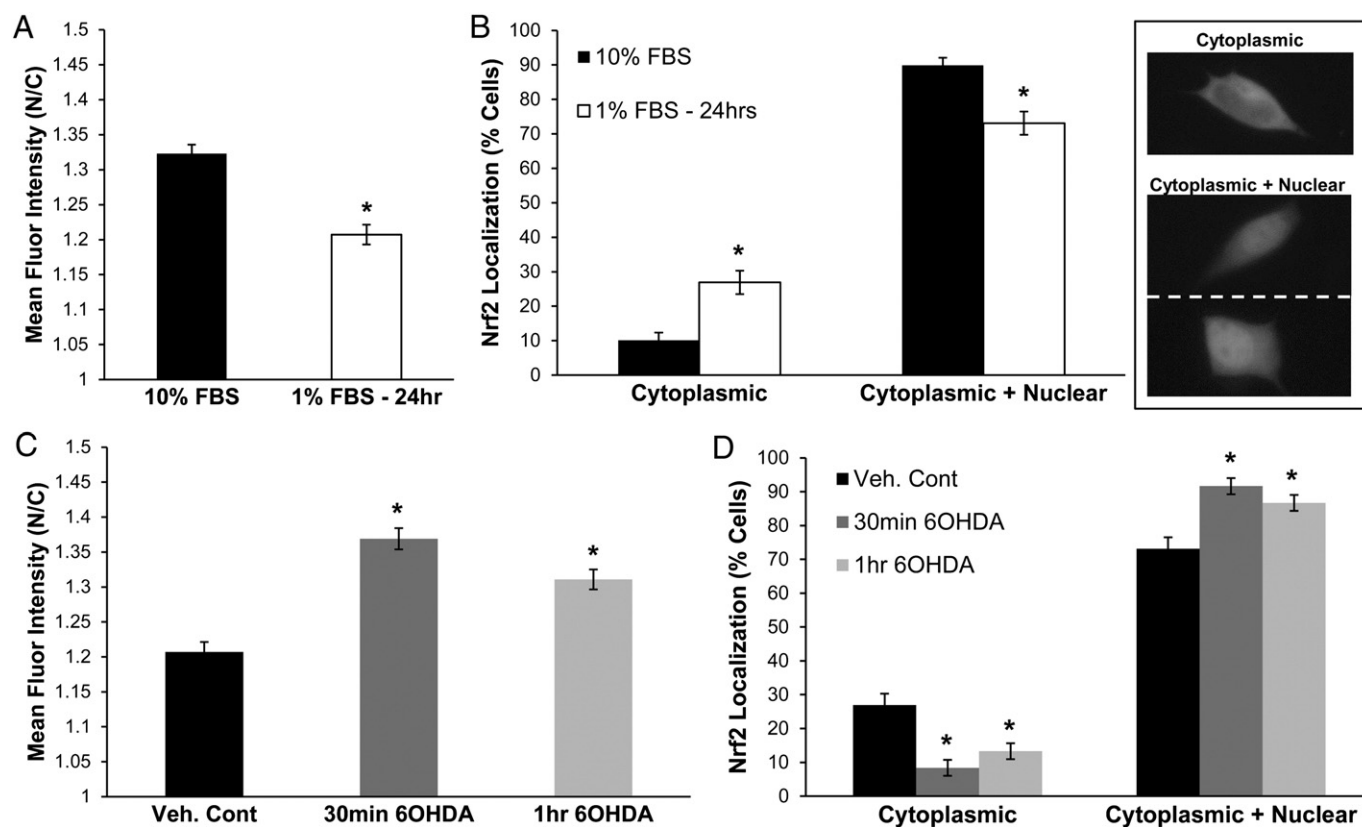 A
Mean Fluor Intensity (N/C)
1.5
1.45
1.4
1.35
1.3
1.25
1.2
1.15
1.1
1.05
1
*
10% FBS
1% FBS - 24hr
B
Nrf2 Localization (% Cells)
100
90
80
70
60
50
40
30
20
10
0
10% FBS
1% FBS - 24hrs
*
*
Cytoplasmic
Cytoplasmic + Nuclear
Cytoplasmic
Cytoplasmic + Nuclear
C
Mean Fluor Intensity (N/C)
1.5
1.45
1.4
1.35
1.3
1.25
1.2
1.15
1.1
1.05
1
*
*
Veh. Cont
30min 6OHDA
1hr 6OHDA
D
Nrf2 Localization (% Cells)
100
90
80
70
60
50
40
30
20
10
0
Veh. Cont
30min 6OHDA
1hr 6OHDA
*
*
*
*
Cytoplasmic
Cytoplasmic + Nuclear